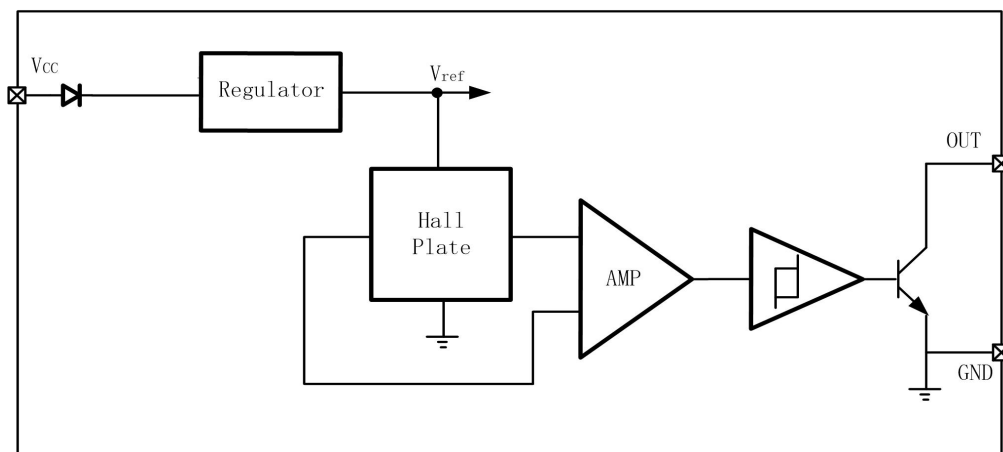 Vcc
Regulator
Vref
OUT
Hall
Plate
AMP
GND